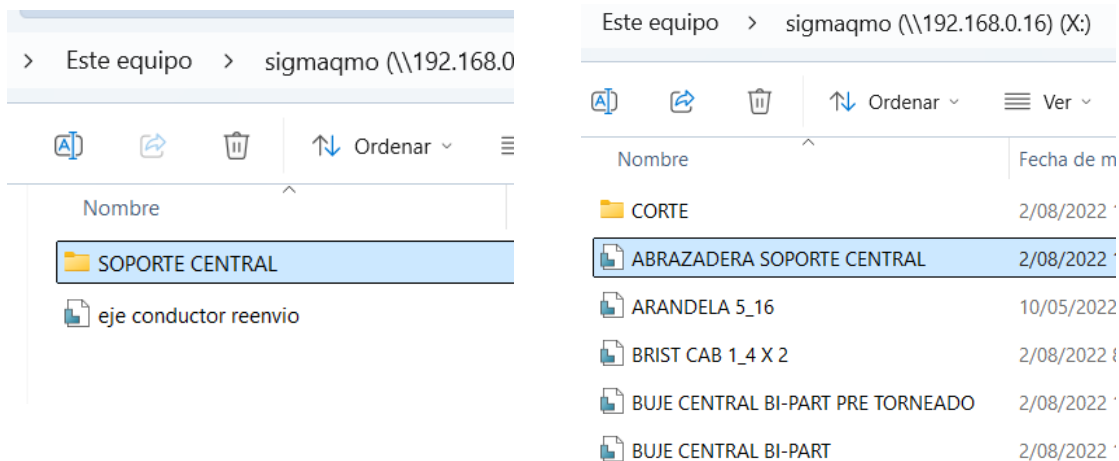 Este equipo > sigmaqmo (\\192.168.0
Ordenar
Nombre
SOPORTE CENTRAL
eje conductor reenvio
Este equipo > sigmaqmo (\\192.168.0.16) (X:)
Ordenar
Ver
Nombre
Fecha de m
CORTE 2/08/2022
ABRAZADERA SOPORTE CENTRAL 2/08/2022
ARANDELA 5_16 10/05/2022
BRIST CAB 1_4 X 2 2/08/2022
BUJE CENTRAL BI-PART PRE TORNEADO 2/08/2022
BUJE CENTRAL BI-PART 2/08/2022